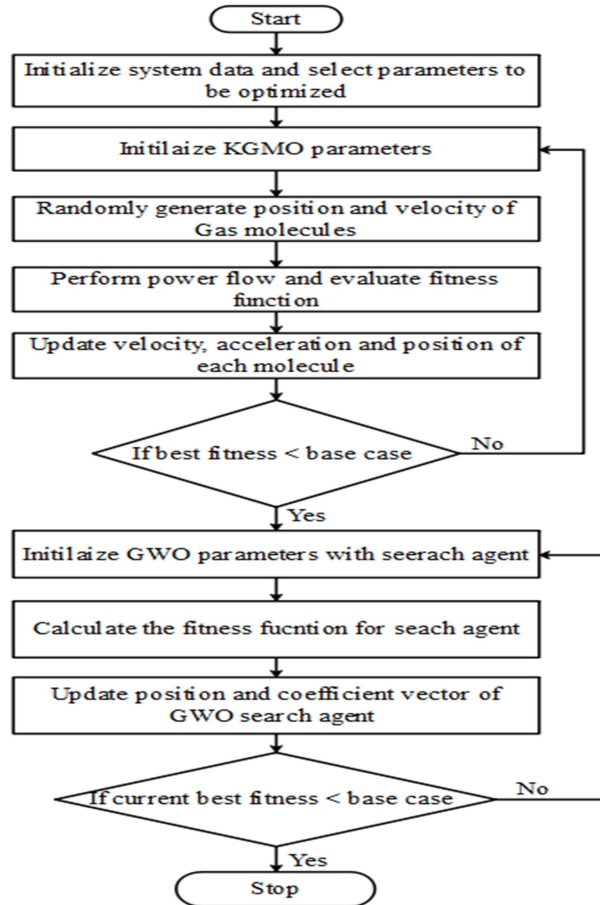 Start
Initialize system data and select parameters to
be optimized
Initilaize KGMO parameters
Randomly generate position and velocity of
Gas molecules
Perform power flow and evaluate fitness
function
Update velocity, acceleration and position of
each molecule
If best fitness < base case
No
Yes
Initilaize GWO parameters with seerach agent
Calculate the fitness fucntion for seach agent
Update position and coefficient vector of
GWO search agent
If current best fitness < base case
No
Yes
Stop